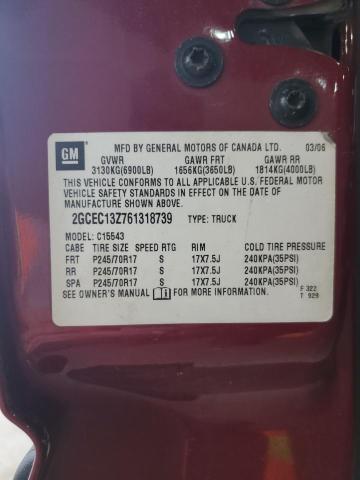 GM
MFD BY GENERAL MOTORS OF CANADA LTD. 03/06
GVWR GAWR FRT GAWR RR
3130KG(6900LB) 1656KG(3650LB) 1814KG(4000LB)
THIS VEHICLE CONFORMS TO ALL APPLICABLE U.S. FEDERAL MOTOR
VEHICLE SAFETY STANDARDS IN EFFECT ON THE DATE OF
MANUFACTURE SHOWN ABOVE.
2GCEC13Z761318739 TYPE: TRUCK
MODEL: C15543
CABE TIRE SIZE SPEED RTG RIM COLD TIRE PRESSURE
FRT P245/70R17 S 17X7.5J 240KPA(35PSI)
RR P245/70R17 S 17X7.5J 240KPA(35PSI)
SPA P245/70R17 S 17X7.5J 240KPA(35PSI)
SEE OWNER'S MANUAL FOR MORE INFORMATION.
F 322
T 929